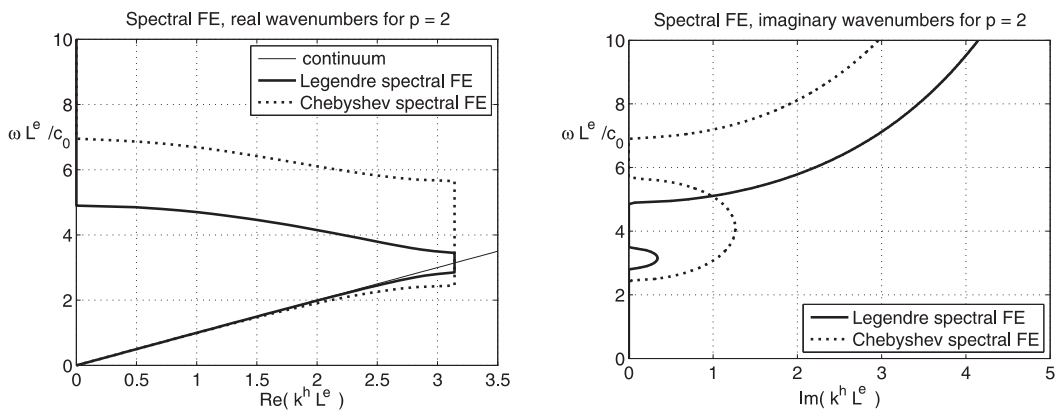 Spectral FE, real wavenumbers for p = 2
10
8
ω L^e /c_0
6
4
2
0
0
0.5
1
1.5
2
2.5
3
3.5
Re( k^h L^e )
continuum
Legendre spectral FE
Chebyshev spectral FE
Spectral FE, imaginary wavenumbers for p = 2
10
8
ω L^e /c_0
6
4
2
0
0
1
2
3
4
5
Im( k^h L^e )
Legendre spectral FE
Chebyshev spectral FE